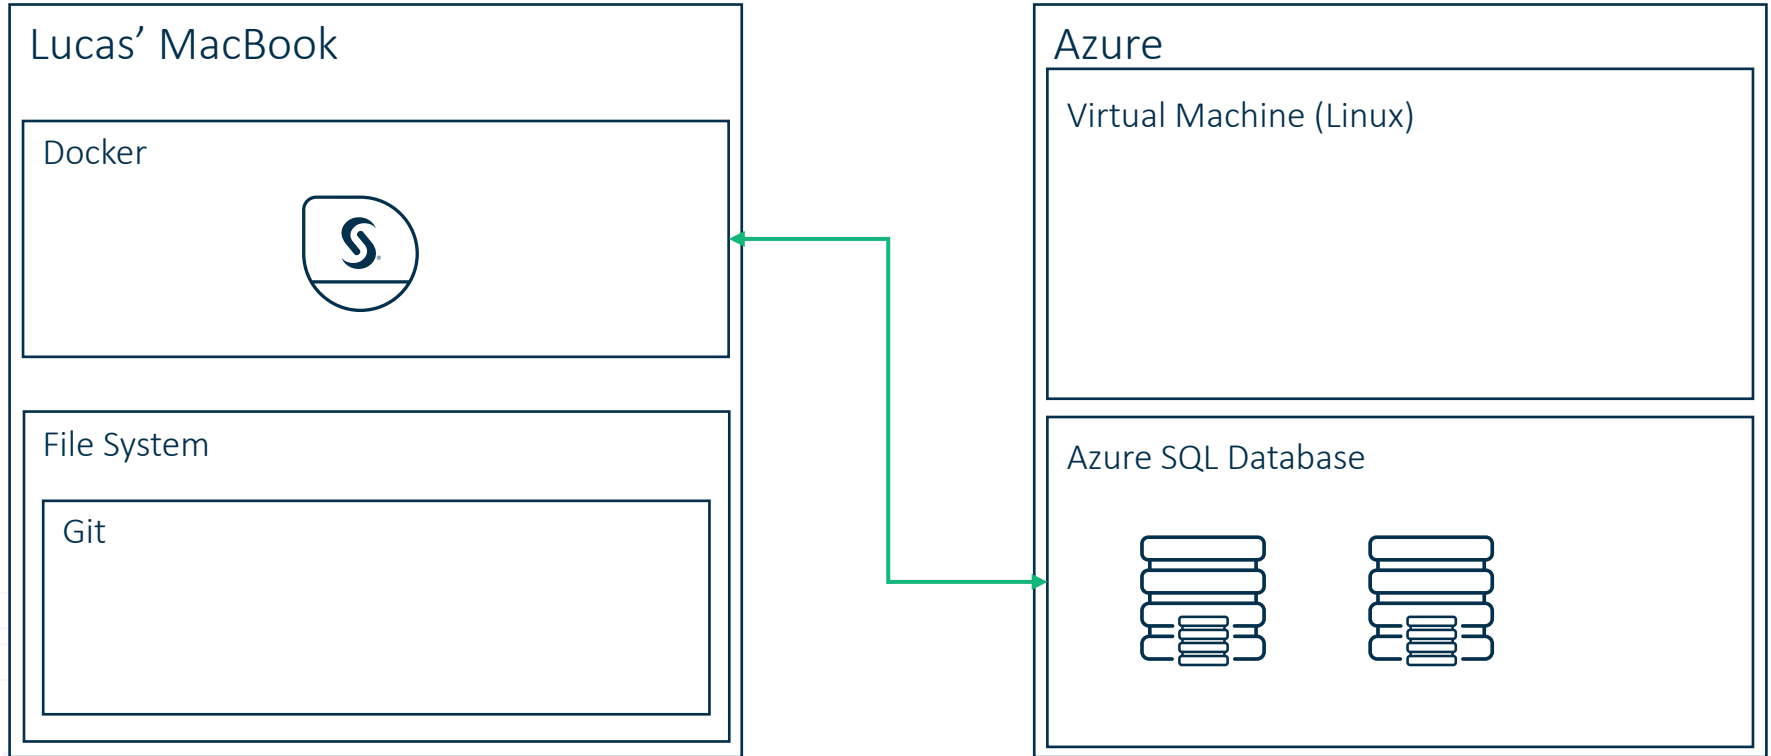 Lucas’ MacBook
Docker
File System
Git
Azure
Virtual Machine (Linux)
Azure SQL Database